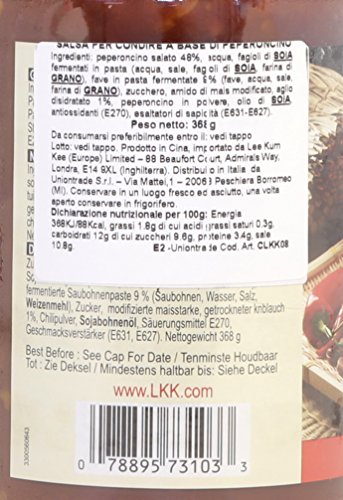 SALSA PER CONDIRE A BASE DI PEPERONCINO
Ingredienti: peperoncino salato 48%, acqua, fagioli di SOIA
fermentati in pasta (acqua, sale, fagioli di SOIA, farina di
GRANO), fave in pasta fermentate 9% (fave, acqua, sale,
farina di GRANO), zucchero, amido di mais modificato, aglio
disidratato 1%, peperoncino in polvere, olio di SOIA,
antiossidanti (E270), esaltatori di sapicità (E631-E627).
Peso netto: 368 g
Da consumarsi preferibilmente entro il: vedi tappo
Lotto: vedi tappo. Prodotto in Cina, importato da Lee Kum
Kee (Europe) Limited – 88 Beaufort Court, Admirals Way,
Londra, E14 9XL (Inghilterra). Distribuito in Italia da
Uniontrade S.r.l. - Via Mattei,1 – 20068 Peschiera Borromeo
(MI). Conservare in un luogo fresco ed asciutto, una volta
aperto conservare in frigorifero.
Dichiarazione nutrizionale per 100g: Energia
368KJ/88Kcal, grassi 1.8g di cui acidi grassi saturi 0.3g,
carboidrati 12g di cui zuccheri 9.6g, proteine 3.4g, sale
10.8g. E2 -Uniontrade Cod. Art. CLKK08
fermentierte Saubohnenpaste 9 % (Saubohnen, Wasser, Salz,
Weizenmehl), Zucker, modifizierte maisstarke, getrockneter knoblauch
1%, Chilipulver, Sojabohnenöl, Säuerungsmittel E270,
Geschmacksverstärker (E631, E627). Nettogewicht 368 g
Best Before : See Cap For Date / Tenminste Houdbaar
Tot : Zie Deksel / Mindestens haltbar bis: Siehe Deckel
www.LKK.com
3300560843
0 78895 73103 3